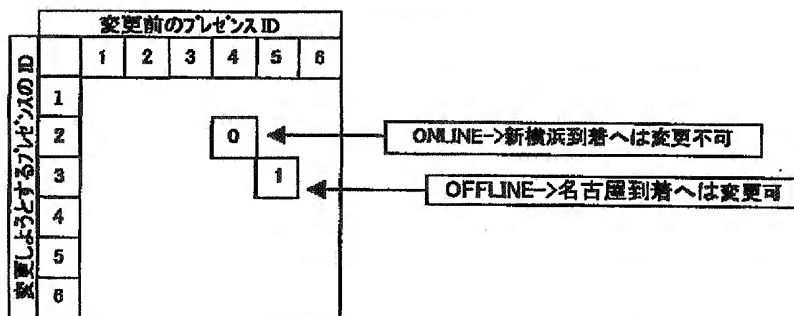 変更前のプレゼンスID
変更しようとするプレゼンスのID
1 2 3 4 5 6
1
2 0 ONLINE->新横浜到着へは変更不可
3 1 OFFLINE->名古屋到着へは変更可
4
5
6